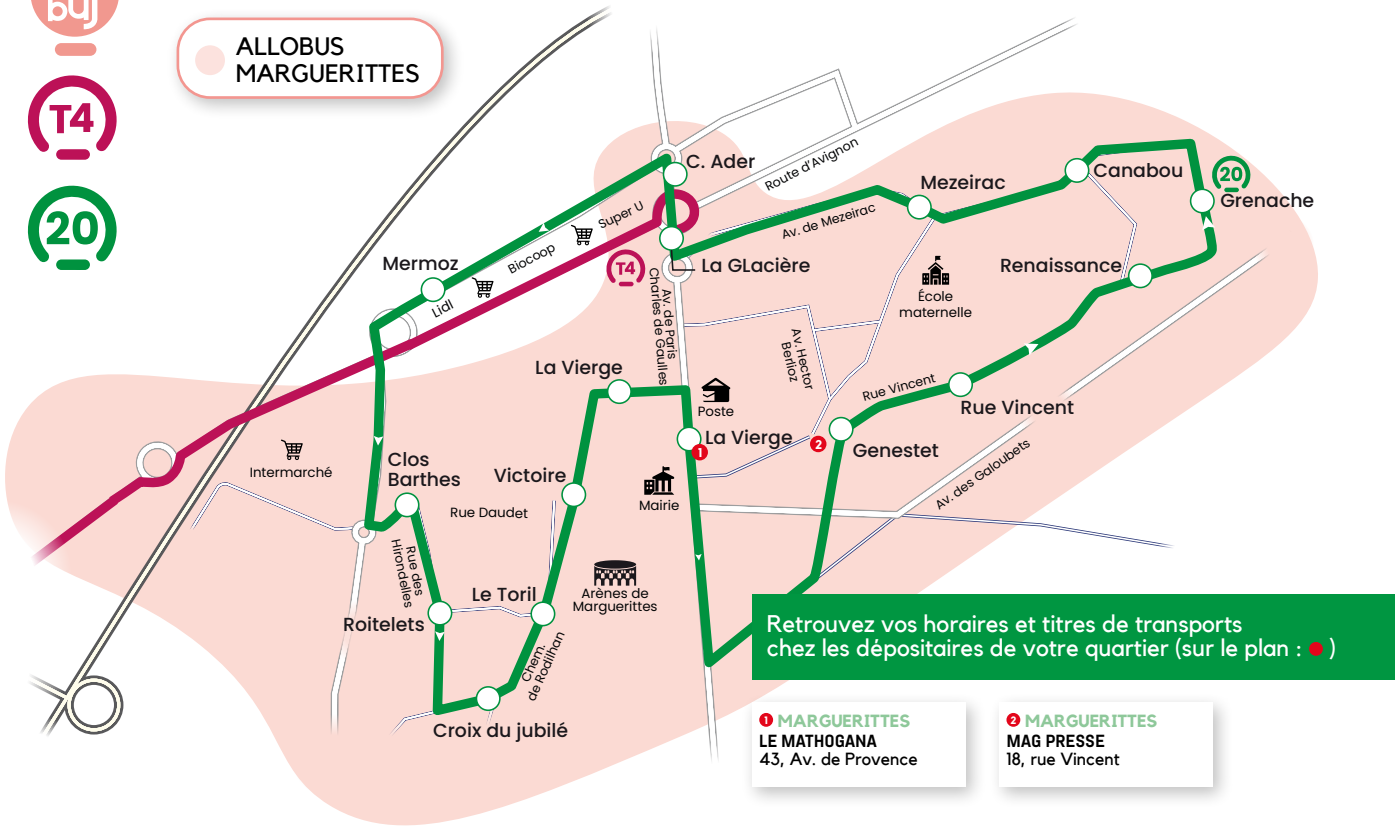 ALLOBUS
MARGUERITTES
T4
20
C. Ader
Route d'Avignon
Mezeirac
Canabou
20
Grenache
Super U
Av. de Mezeirac
Biocoop
Mermoz
T4
La GLacière
Renaissance
Lidl
École
maternelle
Av. de Paris
Charles de Gaulles
Av. Hector
Berlioz
La Vierge
Poste
Rue Vincent
Rue Vincent
La Vierge
1
2
Genestet
Clos
Barthes
Intermarché
Victoire
Mairie
Av. des Galoubets
Rue Daudet
Rue des
Hirondelles
Le Toril
Arènes de
Marguerittes
Roitelets
Chem.
de Rodilhan
Croix du jubilé
Retrouvez vos horaires et titres de transports
chez les dépositaires de votre quartier (sur le plan : )
1 MARGUERITTES
LE MATHOGANA
43, Av. de Provence
2 MARGUERITTES
MAG PRESSE
18, rue Vincent